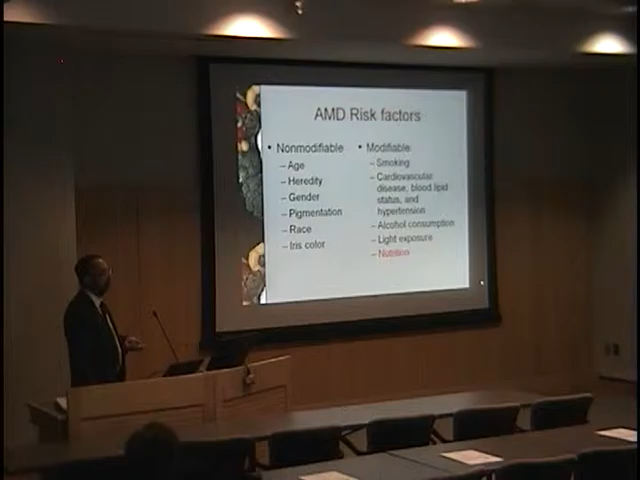 AMD Risk factors
• Nonmodifiable
– Age
– Heredity
– Gender
– Pigmentation
– Race
– Iris color
• Modifiable
– Smoking
– Cardiovascular
disease, blood lipid
status, and
hypertension
– Alcohol consumption
– Light exposure
– Nutrition